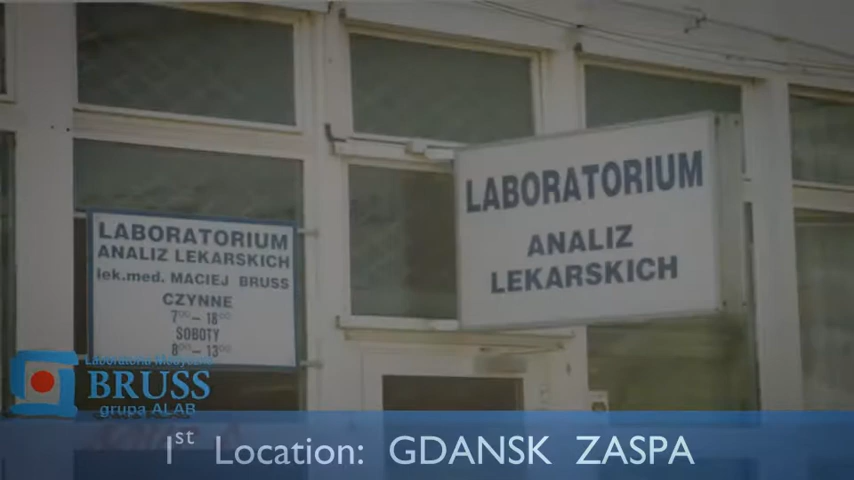 LABORATORIUM
ANALIZ LEKARSKICH
lek.med. MACIEJ BRUSS
CZYNNE
7⁰⁰– 18⁰⁰
SOBOTY
8⁰⁰– 13⁰⁰
LABORATORIUM
ANALIZ
LEKARSKICH
BRUSS
grupa ALAB
1st Location: GDANSK ZASPA